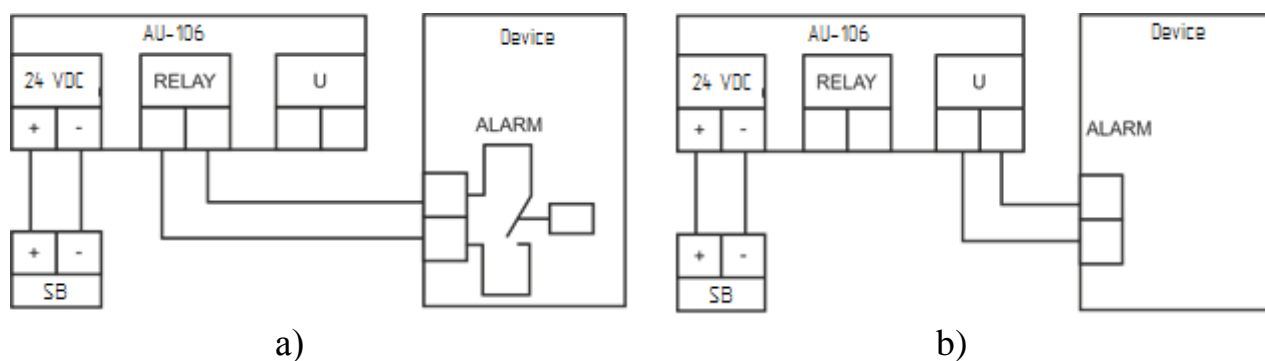 AU-106
24 VDC
RELAY
U
+ -
+ -
SB
Device
ALARM
a)
AU-106
24 VDC
RELAY
U
+ -
+ -
SB
Device
ALARM
b)